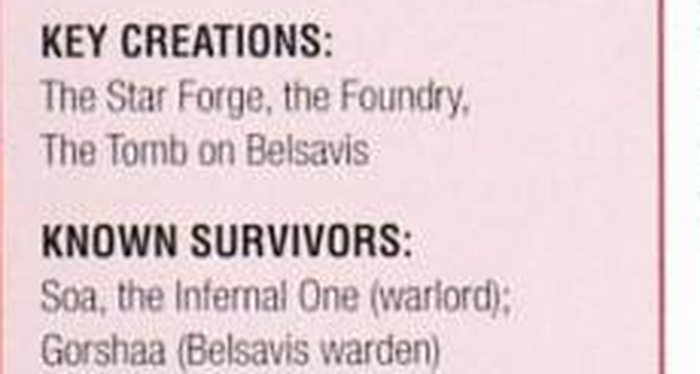 KEY CREATIONS:
The Star Forge, the Foundry,
The Tomb on Belsavis
KNOWN SURVIVORS:
Soa, the Infernal One (warlord);
Gorshaa (Belsavis warden)